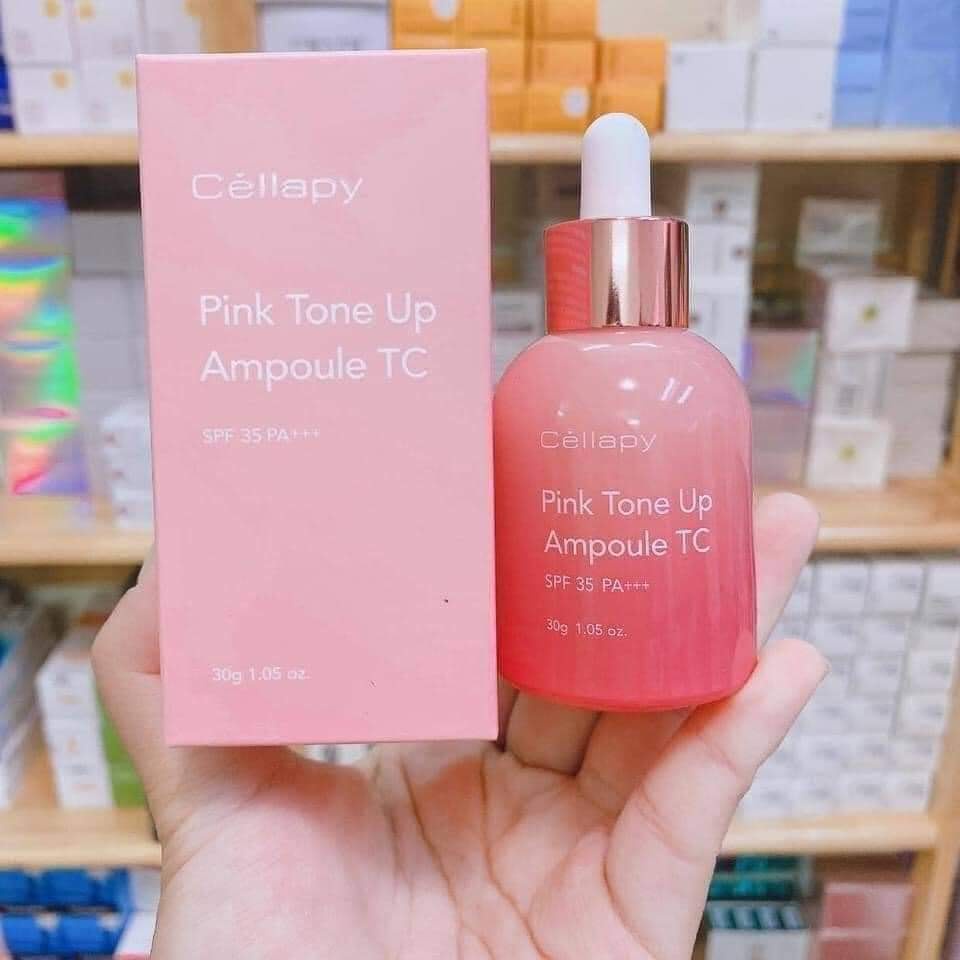 Céllapy
Pink Tone Up
Ampoule TC
SPF 35 PA+++
30g 1.05 oz.
Céllapy
Pink Tone Up
Ampoule TC
SPF 35 PA+++
30g 1.05 oz.